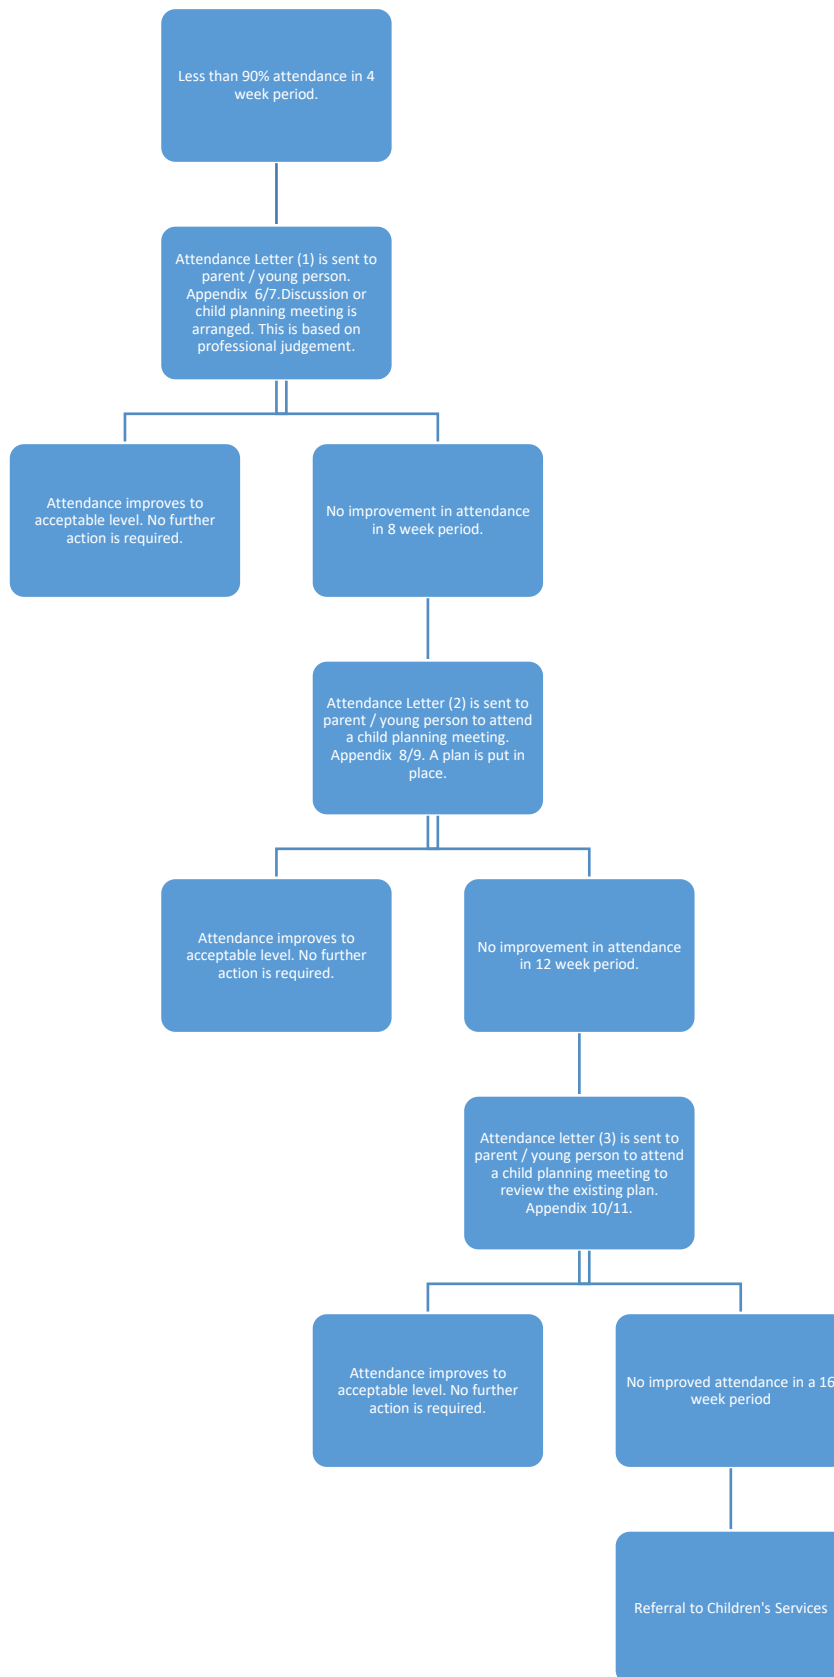 Less than 90% attendance in 4
week period.
Attendance Letter (1) is sent to
parent / young person.
Appendix 6/7.Discussion or
child planning meeting is
arranged. This is based on
professional judgement.
Attendance improves to
acceptable level. No further
action is required.
No improvement in attendance
in 8 week period.
Attendance Letter (2) is sent to
parent / young person to attend
a child planning meeting.
Appendix 8/9. A plan is put in
place.
Attendance improves to
acceptable level. No further
action is required.
No improvement in attendance
in 12 week period.
Attendance letter (3) is sent to
parent / young person to attend
a child planning meeting to
review the existing plan.
Appendix 10/11.
Attendance improves to
acceptable level. No further
action is required.
No improved attendance in a 16
week period
Referral to Children's Services